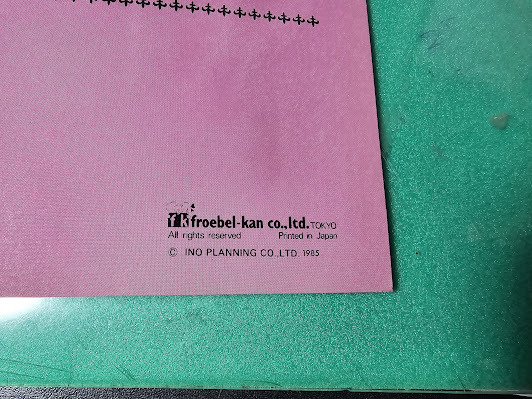 fk froebel-kan co.,ltd. TOKYO
All rights reserved Printed in Japan
© INO PLANNING CO.,LTD. 1985